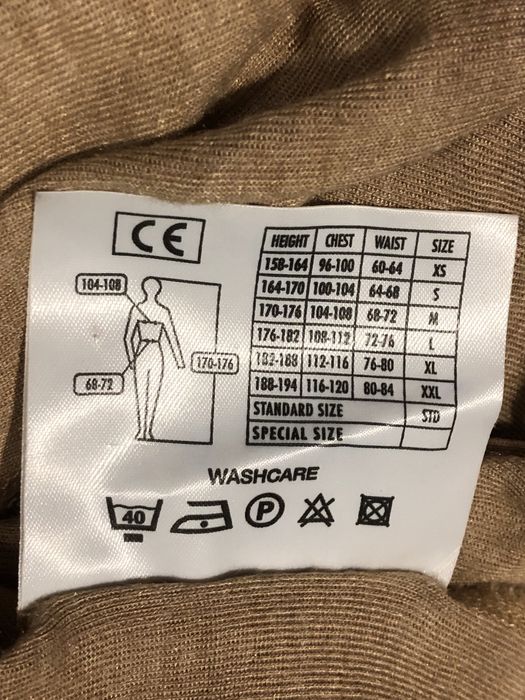 CE
104-108
170-176
68-72
HEIGHT CHEST WAIST SIZE
158-164 96-100 60-64 XS
164-170 100-104 64-68 S
170-176 104-108 68-72 M
176-182 108-112 72-76 L
182-188 112-116 76-80 XL
188-194 116-120 80-84 XXL
STANDARD SIZE STD
SPECIAL SIZE
WASHCARE
40 P